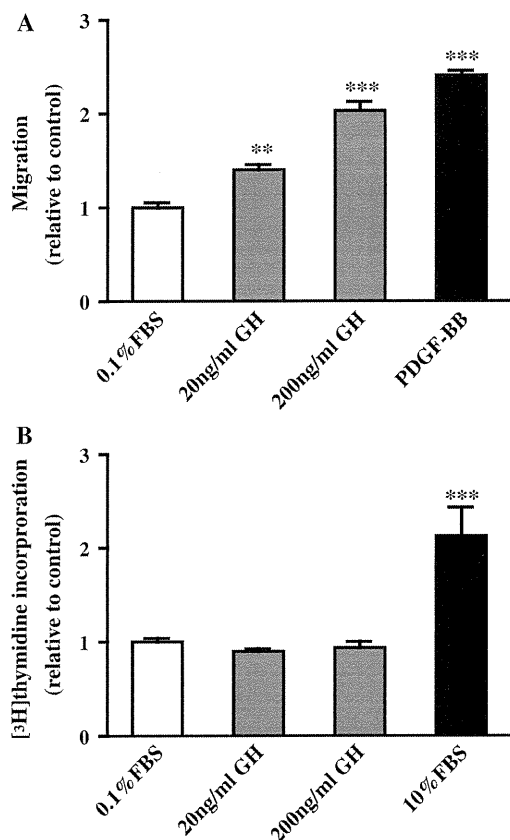 A
Migration
(relative to control)
3
2
1
0
**
***
***
0.1%FBS
20ng/ml GH
200ng/ml GH
PDGF-BB
B
[3H]thymidine incorproration
(relative to control)
3
2
1
0
***
0.1%FBS
20ng/ml GH
200ng/ml GH
10%FBS